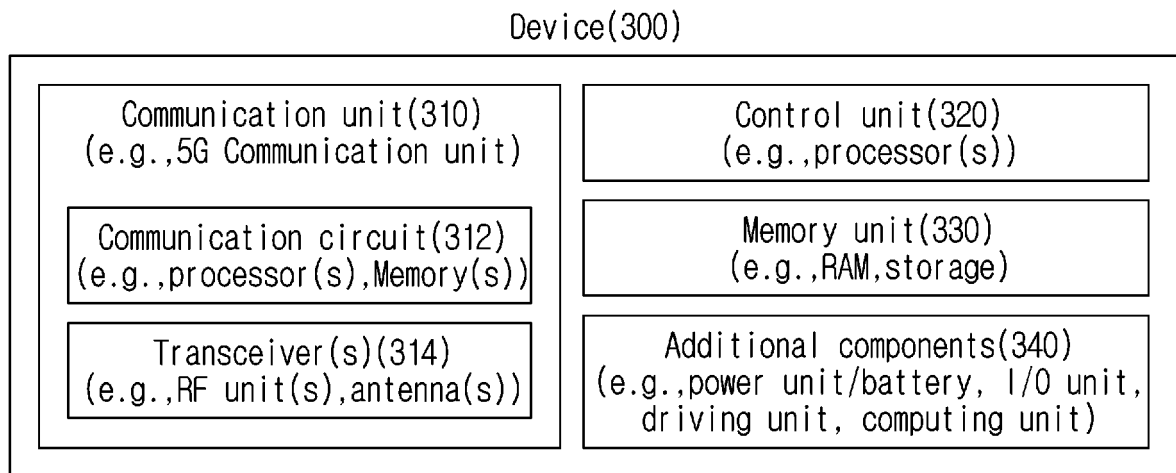 Device(300)
Communication unit(310)
(e.g.,5G Communication unit)
Communication circuit(312)
(e.g.,processor(s),Memory(s))
Transceiver(s)(314)
(e.g.,RF unit(s),antenna(s))
Control unit(320)
(e.g.,processor(s))
Memory unit(330)
(e.g.,RAM,storage)
Additional components(340)
(e.g.,power unit/battery, I/O unit,
driving unit, computing unit)